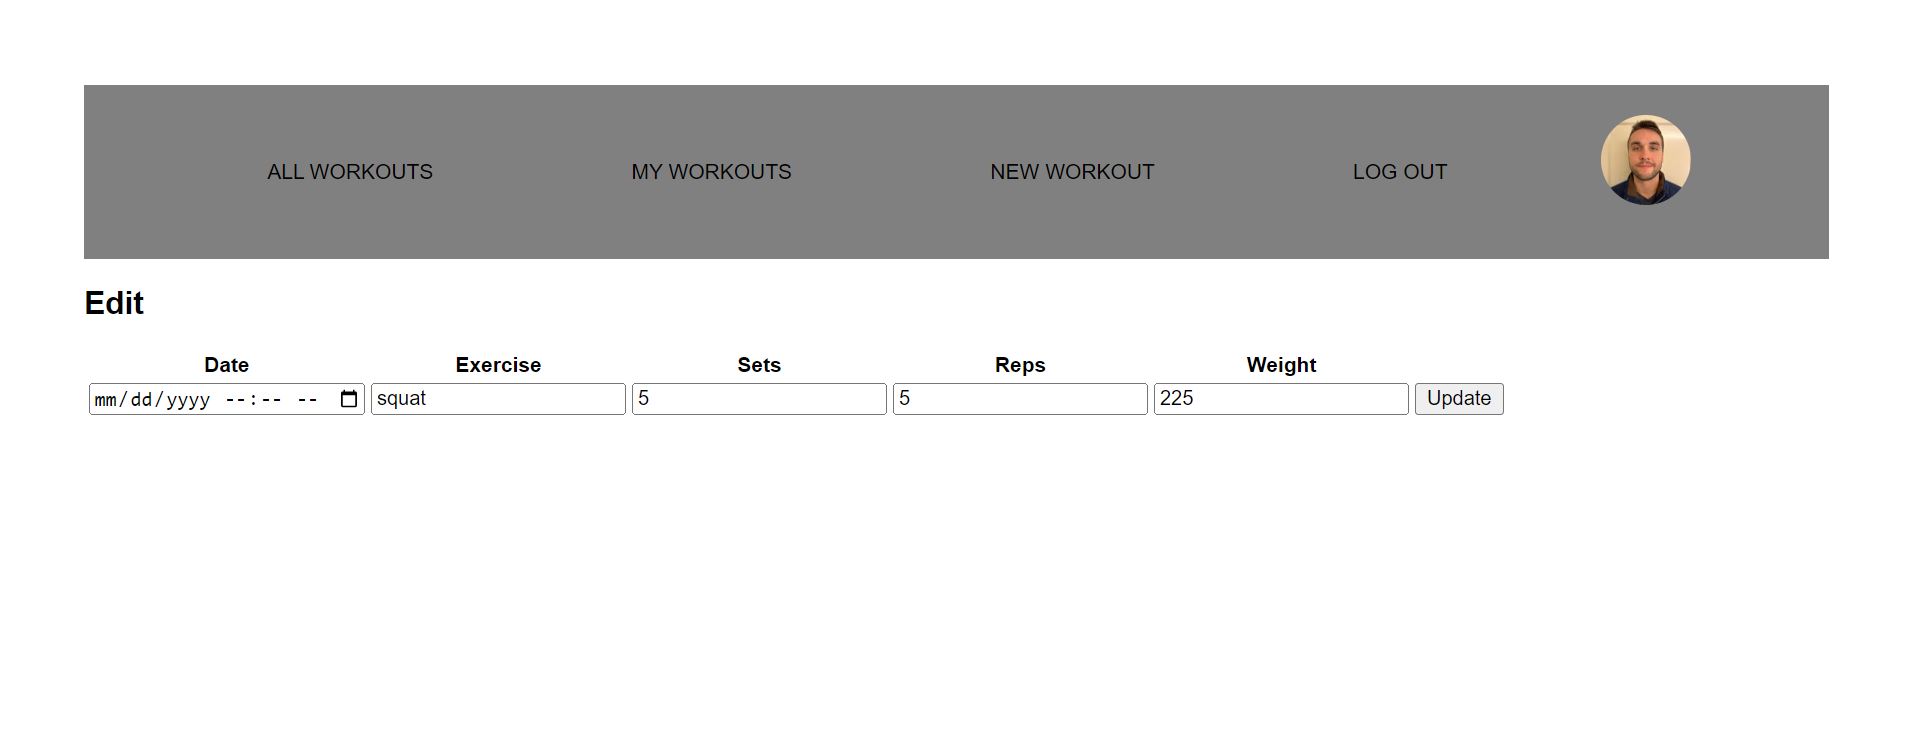 ALL WORKOUTS MY WORKOUTS NEW WORKOUT LOG OUT
Edit
Date Exercise Sets Reps Weight
mm/dd/yyyy --:-- -- squat 5 5 225 Update